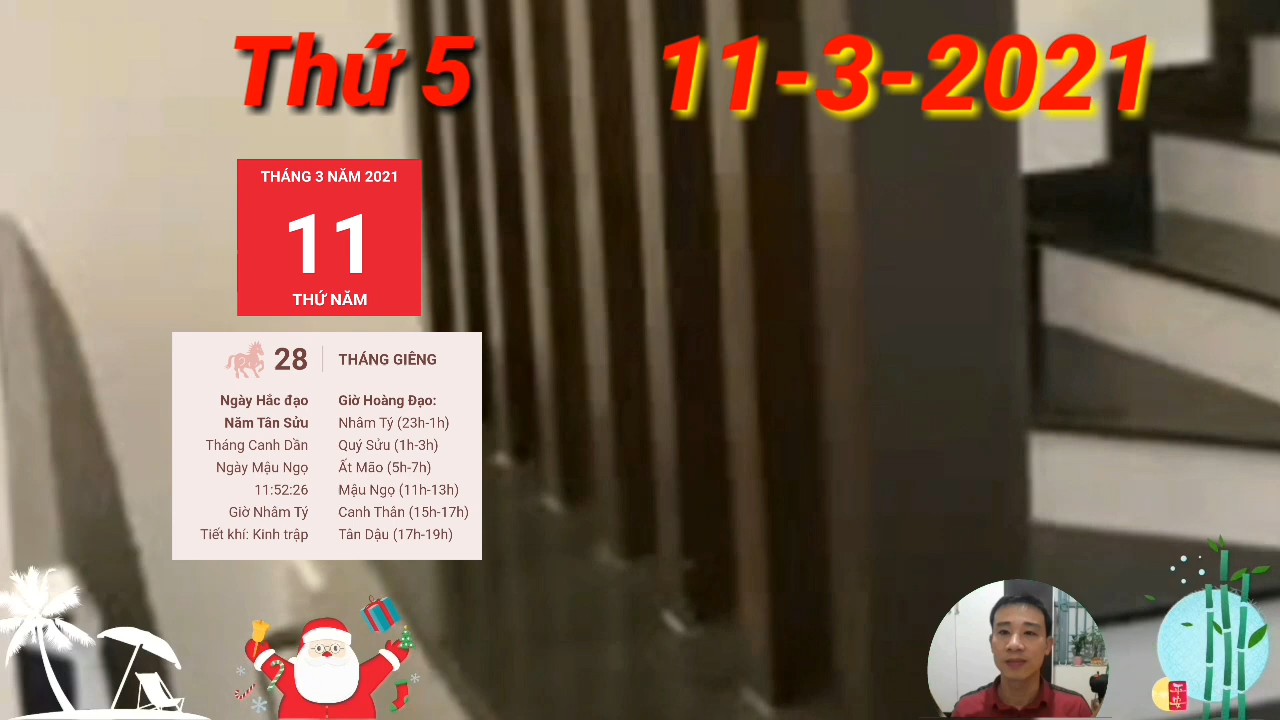 Thứ 5
11-3-2021
THÁNG 3 NĂM 2021
11
THỨ NĂM
28
THÁNG GIÊNG
Ngày Hắc đạo
Năm Tân Sửu
Tháng Canh Dần
Ngày Mậu Ngọ
11:52:26
Giờ Nhâm Tý
Tiết khí: Kinh trập
Giờ Hoàng Đạo:
Nhâm Tý (23h-1h)
Quý Sửu (1h-3h)
Ất Mão (5h-7h)
Mậu Ngọ (11h-13h)
Canh Thân (15h-17h)
Tân Dậu (17h-19h)